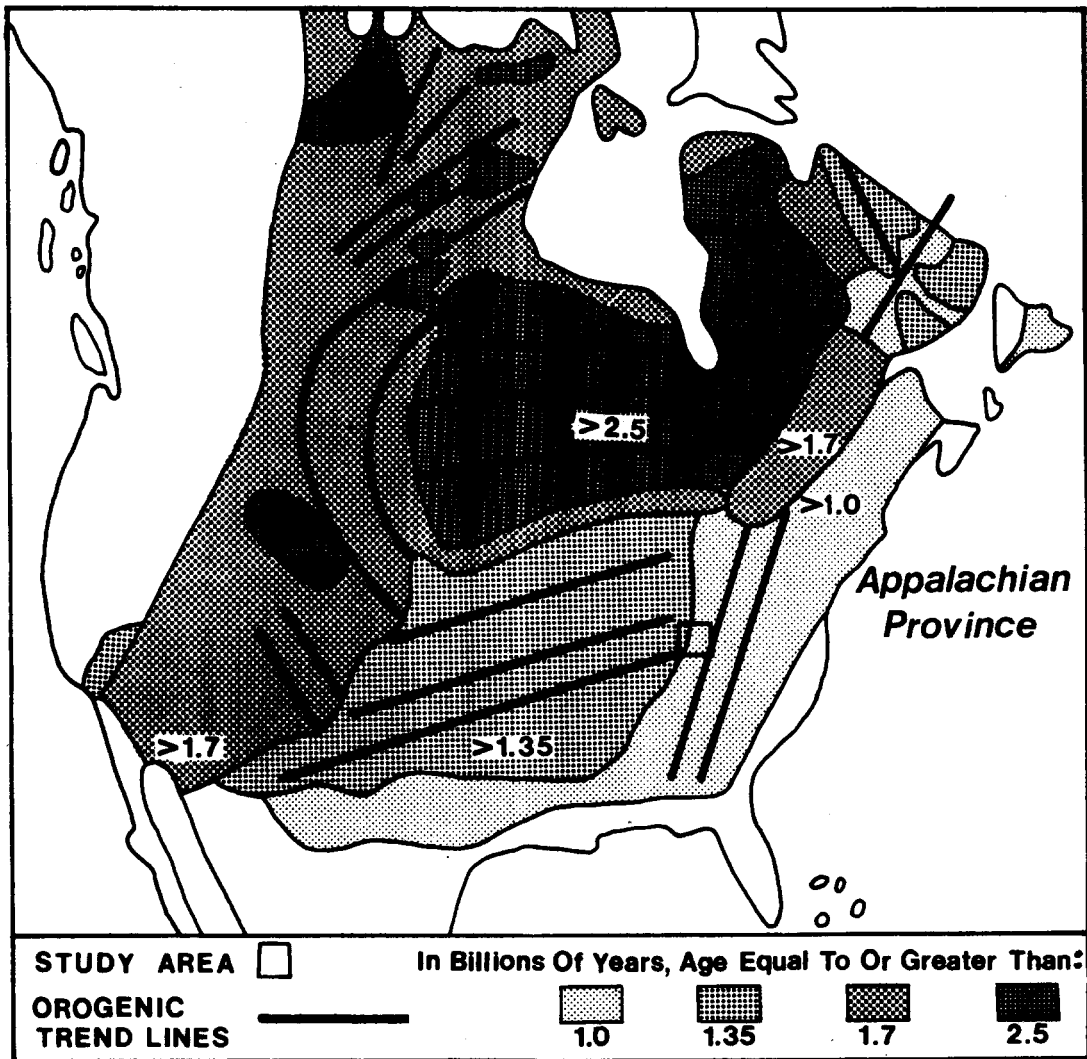 >2.5
>1.7
>1.0
Appalachian
Province
>1.7
>1.35
STUDY AREA
In Billions Of Years, Age Equal To Or Greater Than:
OROGENIC
TREND LINES
1.0
1.35
1.7
2.5